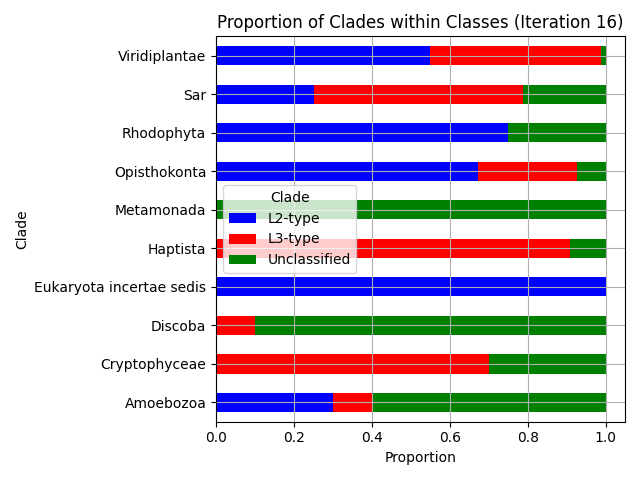 Proportion of Clades within Classes (Iteration 16)
Viridiplantae
Sar
Rhodophyta
Opisthokonta
Metamonada
Haptista
Eukaryota incertae sedis
Discoba
Cryptophyceae
Amoebozoa
Clade
Clade
L2-type
L3-type
Unclassified
0.0 0.2 0.4 0.6 0.8 1.0
Proportion